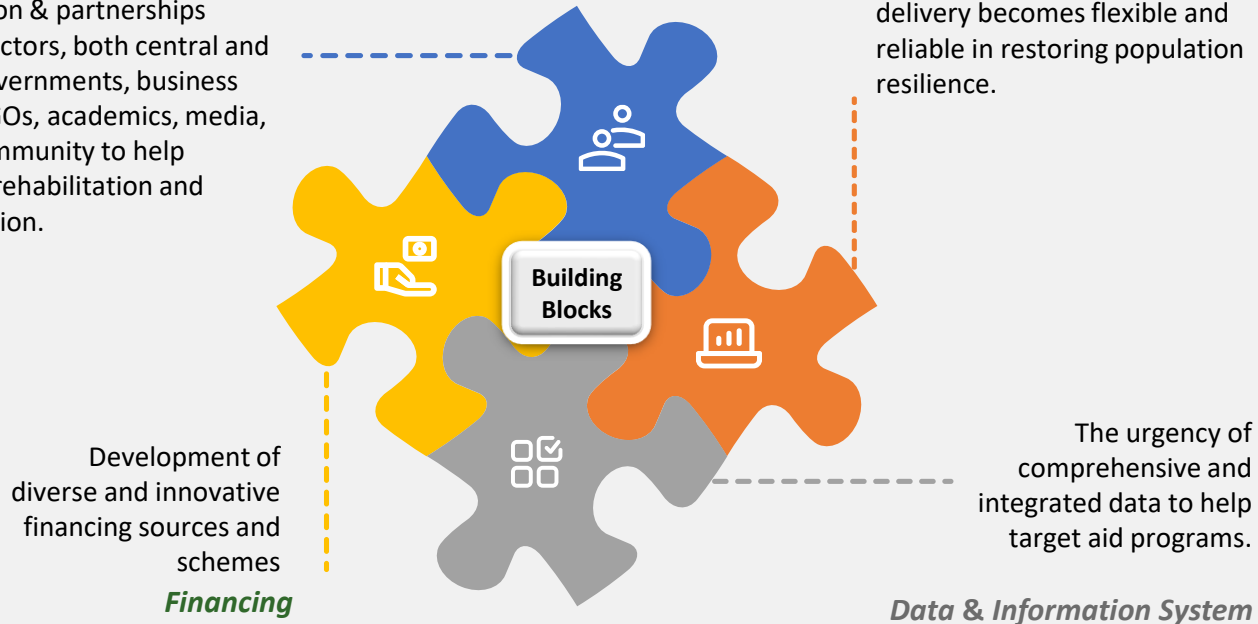 on & partnerships
ctors, both central and
vernments, business
GOs, academics, media,
mmunity to help
rehabilitation and
ion.
delivery becomes flexible and
reliable in restoring population
resilience.
Building
Blocks
Development of
diverse and innovative
financing sources and
schemes
Financing
The urgency of
comprehensive and
integrated data to help
target aid programs.
Data & Information System